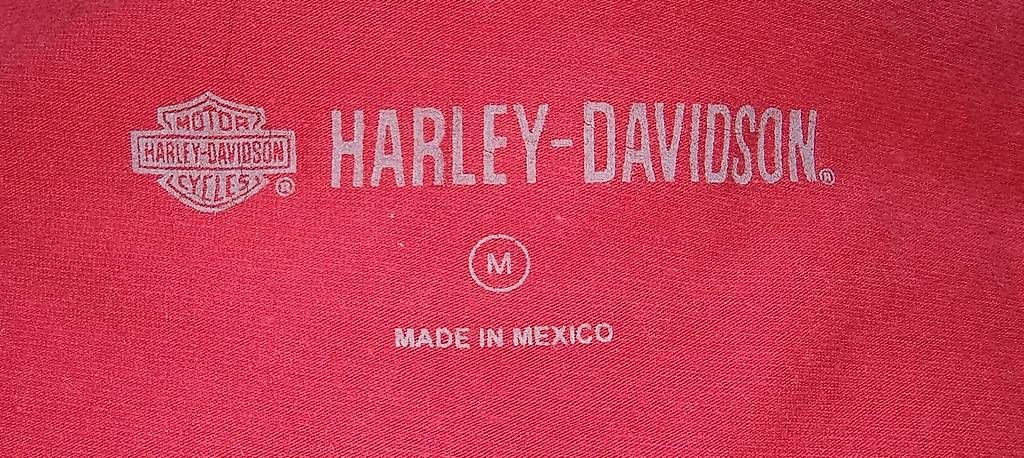 MOTOR
HARLEY-DAVIDSON
CYCLES®
HARLEY-DAVIDSON®
M
MADE IN MEXICO